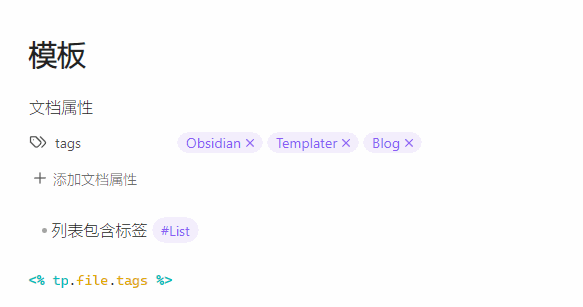 模板
文档属性
tags Obsidian × Templater × Blog ×
+ 添加文档属性
• 列表包含标签 #List
<% tp.file.tags %>